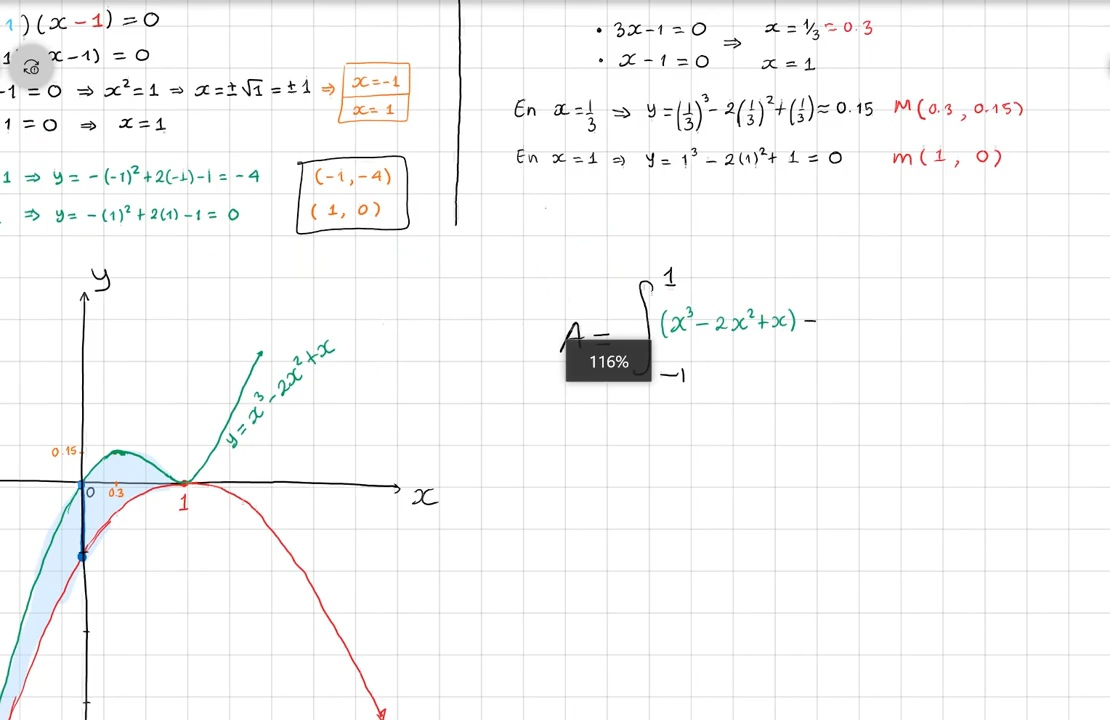 1)(x-1)=0
x-1)=0
-1=0 ⇒ x²=1 ⇒ x=±√1=±1 ⇒ x=-1
x=1
1=0 ⇒ x=1
1 ⇒ y=-(-1)²+2(-1)-1=-4
⇒ y=-(1)²+2(1)-1=0
(-1,-4)
(1,0)
• 3x-1=0 ⇒ x=1/3=0.3
• x-1=0 x=1
En x=1/3 ⇒ y=(1/3)³-2(1/3)²+(1/3)≈0.15 M(0.3,0.15)
En x=1 ⇒ y=1³-2(1)²+1=0 m(1,0)
y
y=x³-2x²+x
0.15
0 0.3
1
x
1
A=∫(x³-2x²+x)-
-1
116%